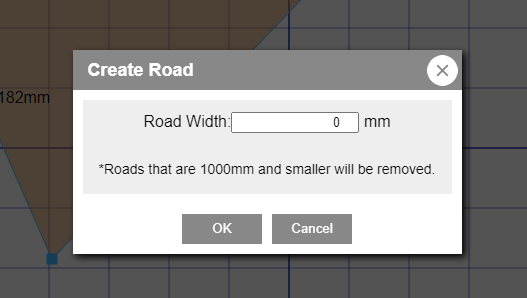 Create Road
182mm
Road Width: 0 mm
*Roads that are 1000mm and smaller will be removed.
OK Cancel